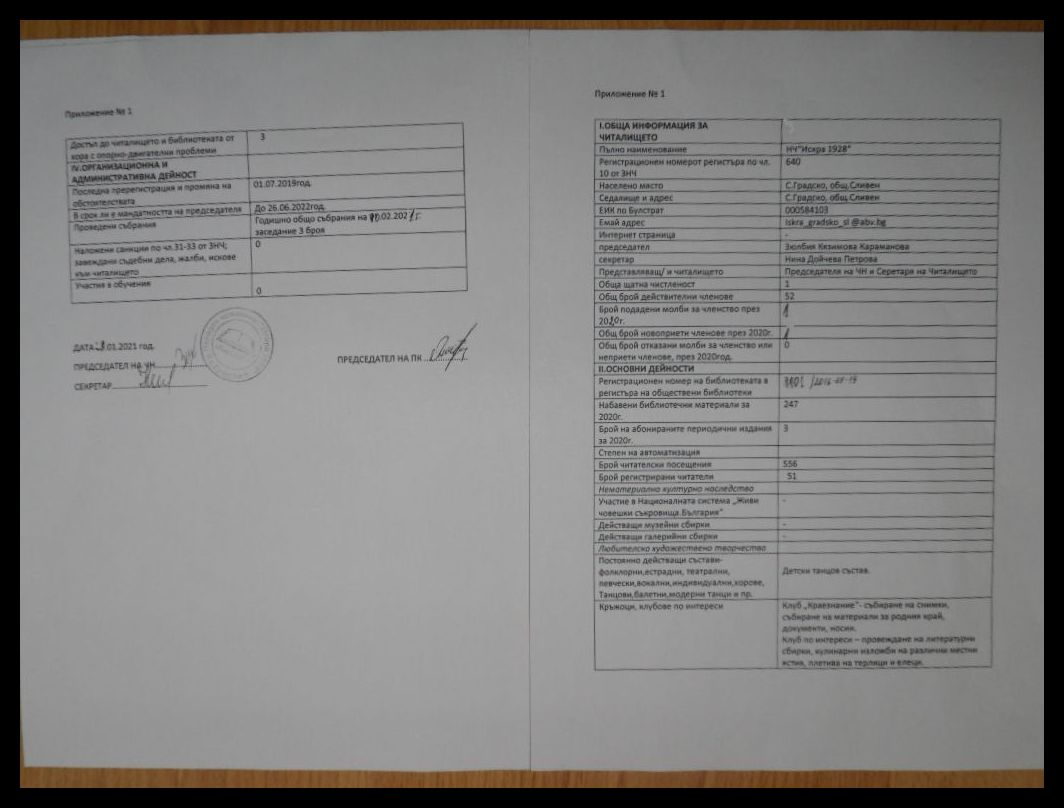 Приложение № 1
Достъп до читалището и библиотеката от хора с опорно-двигателни проблеми 3
IV.ОРГАНИЗАЦИОННА И АДМИНИСТРАТИВНА ДЕЙНОСТ
Последна пререгистрация и промяна на обстоятелствата 01.07.2019год.
В срок ли е мандатността на председателя До 26.06.2022год.
Проведени събрания Годишно общо събрания на .02.2021г.
заседание 3 броя
Наложени санкции по чл.31-33 от ЗНЧ; 0
завеждани съдебни дела, жалби, искове
към читалището
Участия в обучения 0
ДАТА .01.2021 год.
ПРЕДСЕДАТЕЛ НА ЧН
СЕКРЕТАР
ПРЕДСЕДАТЕЛ НА ПК
Приложение № 1
I.ОБЩА ИНФОРМАЦИЯ ЗА
ЧИТАЛИЩЕТО
Пълно наименование НЧ"Искра 1928"
Регистрационен номерот регистъра по чл. 640
10 от ЗНЧ
Населено място С.Градско, общ.Сливен
Седалище и адрес С.Градско, общ.Сливен
ЕИК по Булстрат 000584103
Емай адрес Iskra_gradsko_sl @abv.bg
Интернет страница -
председател Зюлбия Кязимова Караманова
секретар Нина Дойчева Петрова
Представляващ/ и читалището Председателя на ЧН и Серетаря на Читалището
Обща щатна численост 1
Общ брой действителни членове 52
Брой подадени молби за членство през 1
2020г.
Общ брой новоприети членове през 2020г. 1
Общ брой отказани молби за членство или 0
неприети членове, през 2020год.
II.ОСНОВНИ ДЕЙНОСТИ
Регистрационен номер на библиотеката в
регистъра на обществени библиотеки
Набавени библиотечни материали за 247
2020г.
Брой на абонираните периодични издания 3
за 2020г.
Степен на автоматизация
Брой читателски посещения 556
Брой регистрирани читатели 51
Нематериално културно наследство
Участие в Националната система „Живи -
човешки съкровища.България"
Действащи музейни сбирки -
Действащи галерийни сбирки -
Любителско художествено творчество
Постоянно действащи състави-
фолклорни,естрадни, театрални, Детски танцов състав.
певчески,вокални,индивидуални,хорове,
Танцови,балетни,модерни танци и пр.
Кръжоци, клубове по интереси Клуб „Краезнание"- събиране на снимки,
събиране на материали за родния край,
документи, носии.
Клуб по интереси – провеждане на литературни
сбирки, кулинарни изложби на различни местни
ястия, плетива на терлици и елеци.